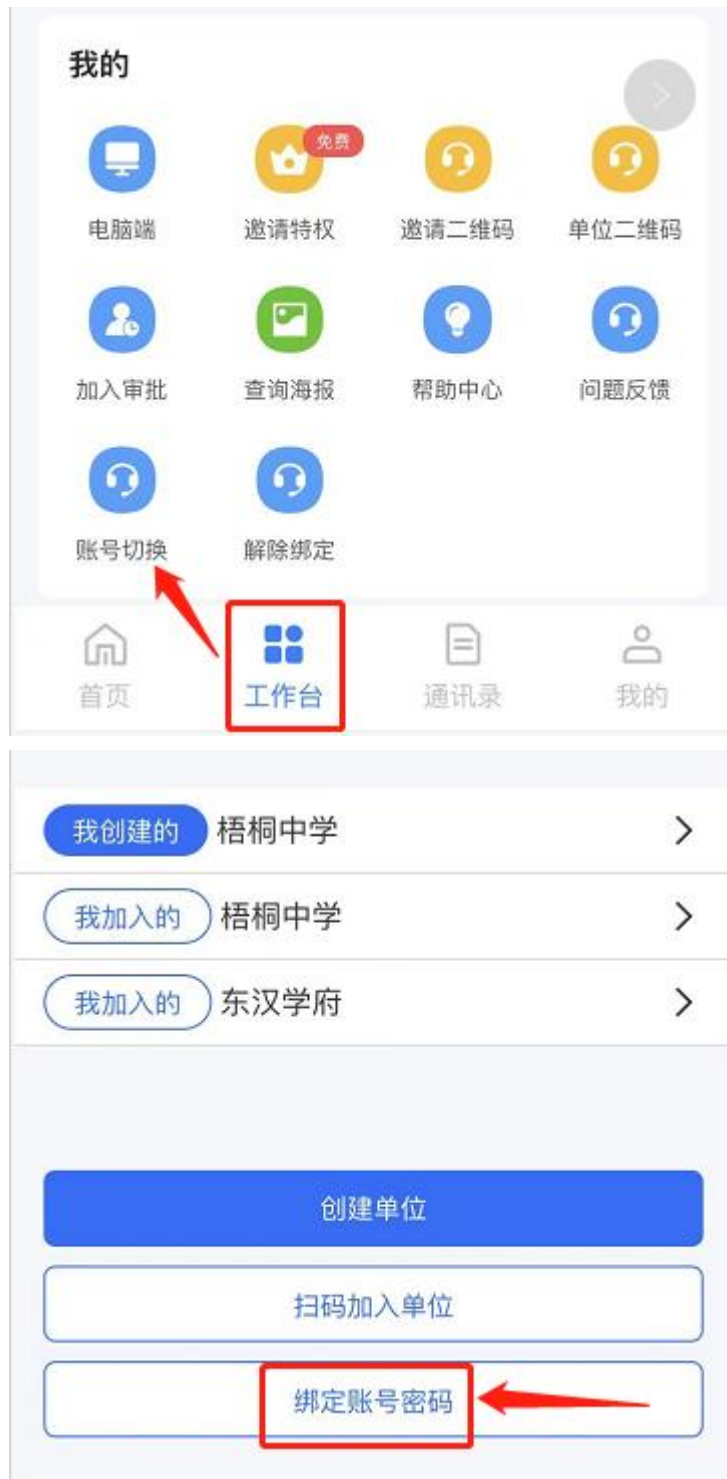 我的
免费
电脑端 邀请特权 邀请二维码 单位二维码
加入审批 查询海报 帮助中心 问题反馈
账号切换 解除绑定
首页 工作台 通讯录 我的
我创建的 梧桐中学
我加入的 梧桐中学
我加入的 东汉学府
创建单位
扫码加入单位
绑定账号密码